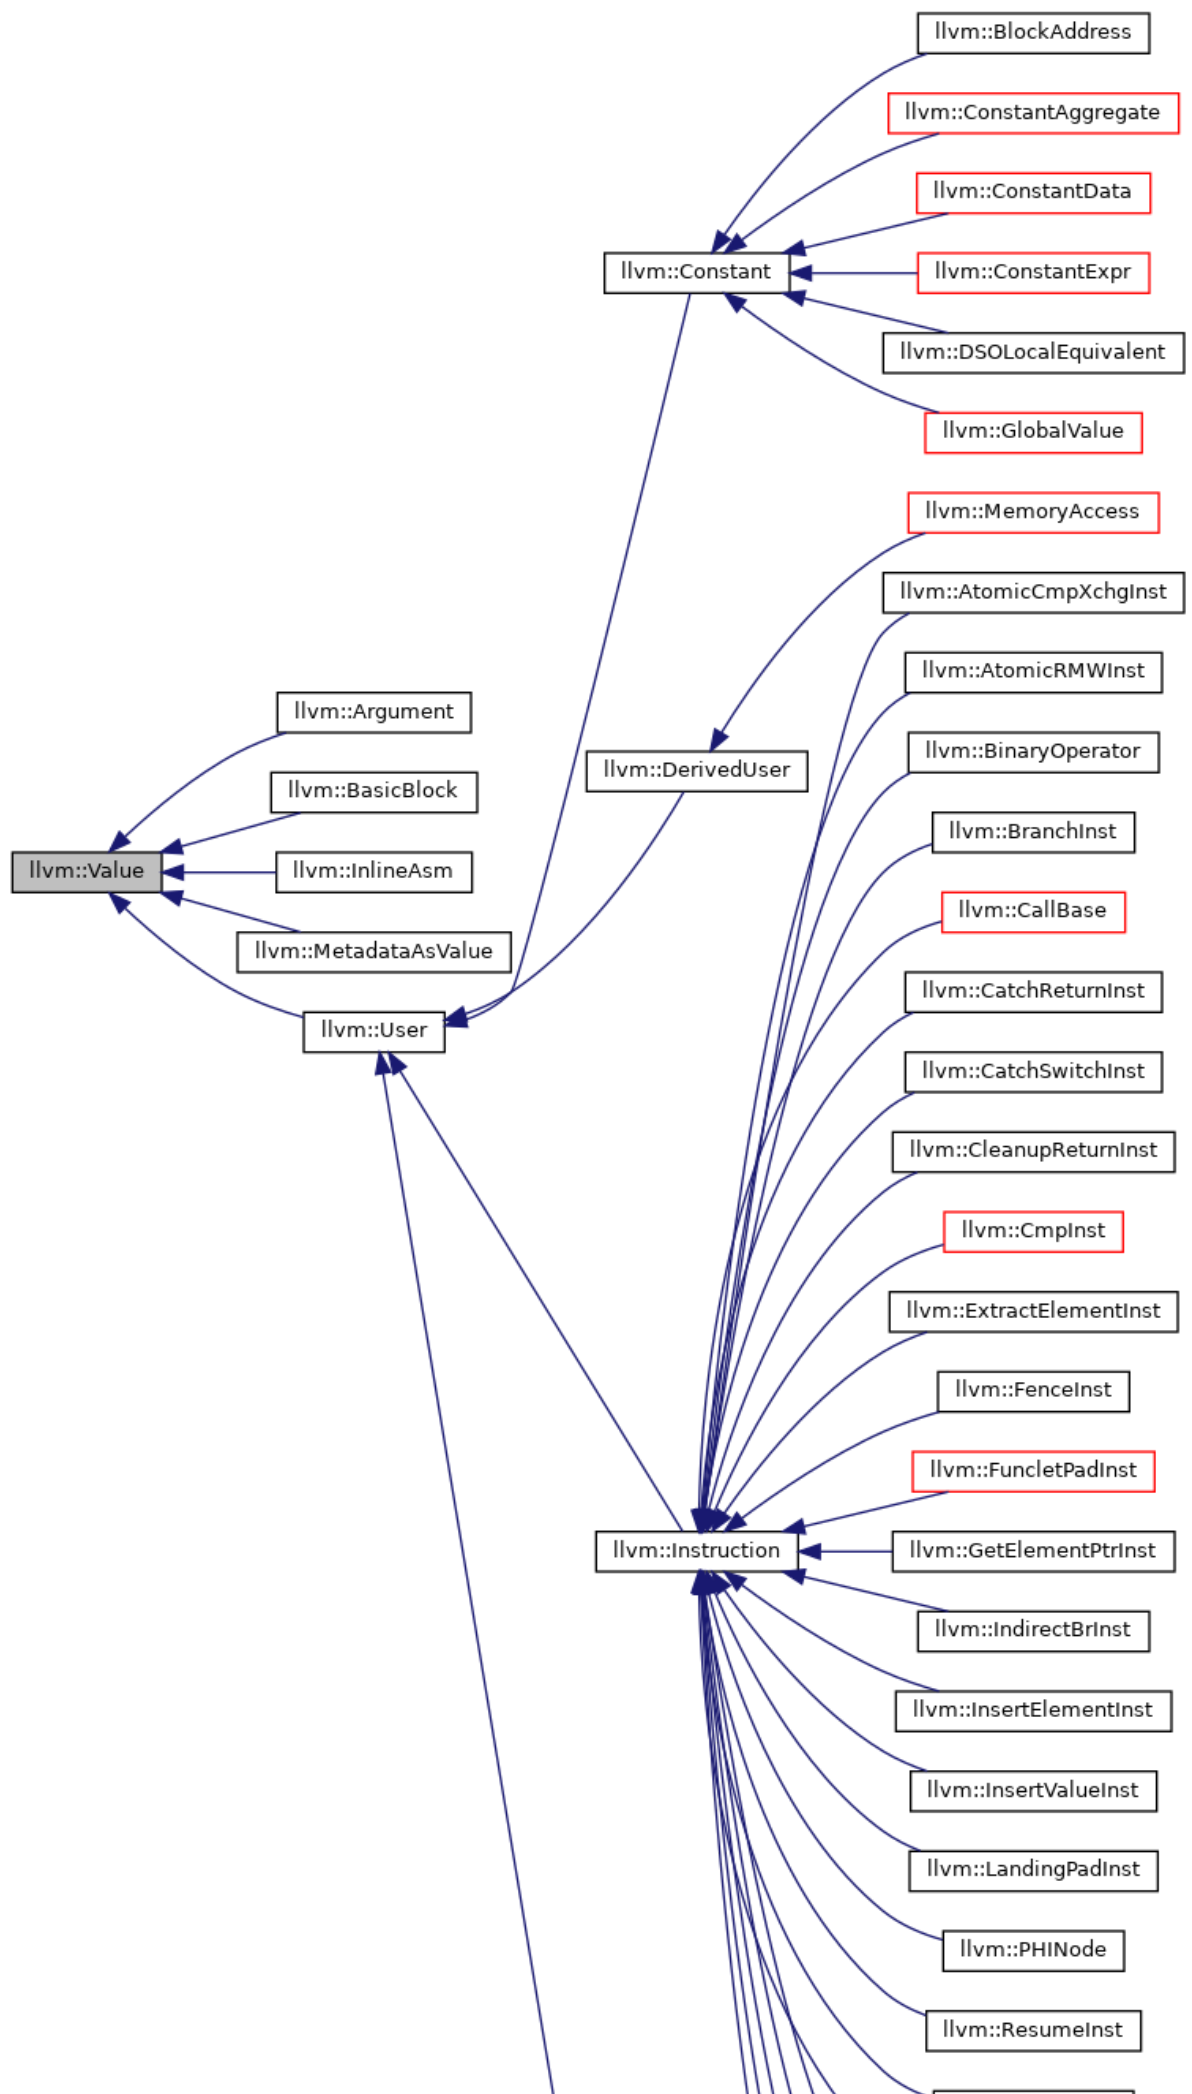 llvm::BlockAddress
llvm::ConstantAggregate
llvm::ConstantData
llvm::Constant
llvm::ConstantExpr
llvm::DSOLocalEquivalent
llvm::GlobalValue
llvm::MemoryAccess
llvm::AtomicCmpXchgInst
llvm::AtomicRMWInst
llvm::Argument
llvm::BinaryOperator
llvm::DerivedUser
llvm::BasicBlock
llvm::BranchInst
llvm::Value
llvm::InlineAsm
llvm::CallBase
llvm::MetadataAsValue
llvm::CatchReturnInst
llvm::User
llvm::CatchSwitchInst
llvm::CleanupReturnInst
llvm::CmpInst
llvm::ExtractElementInst
llvm::FenceInst
llvm::FuncletPadInst
llvm::Instruction
llvm::GetElementPtrInst
llvm::IndirectBrInst
llvm::InsertElementInst
llvm::InsertValueInst
llvm::LandingPadInst
llvm::PHINode
llvm::ResumeInst